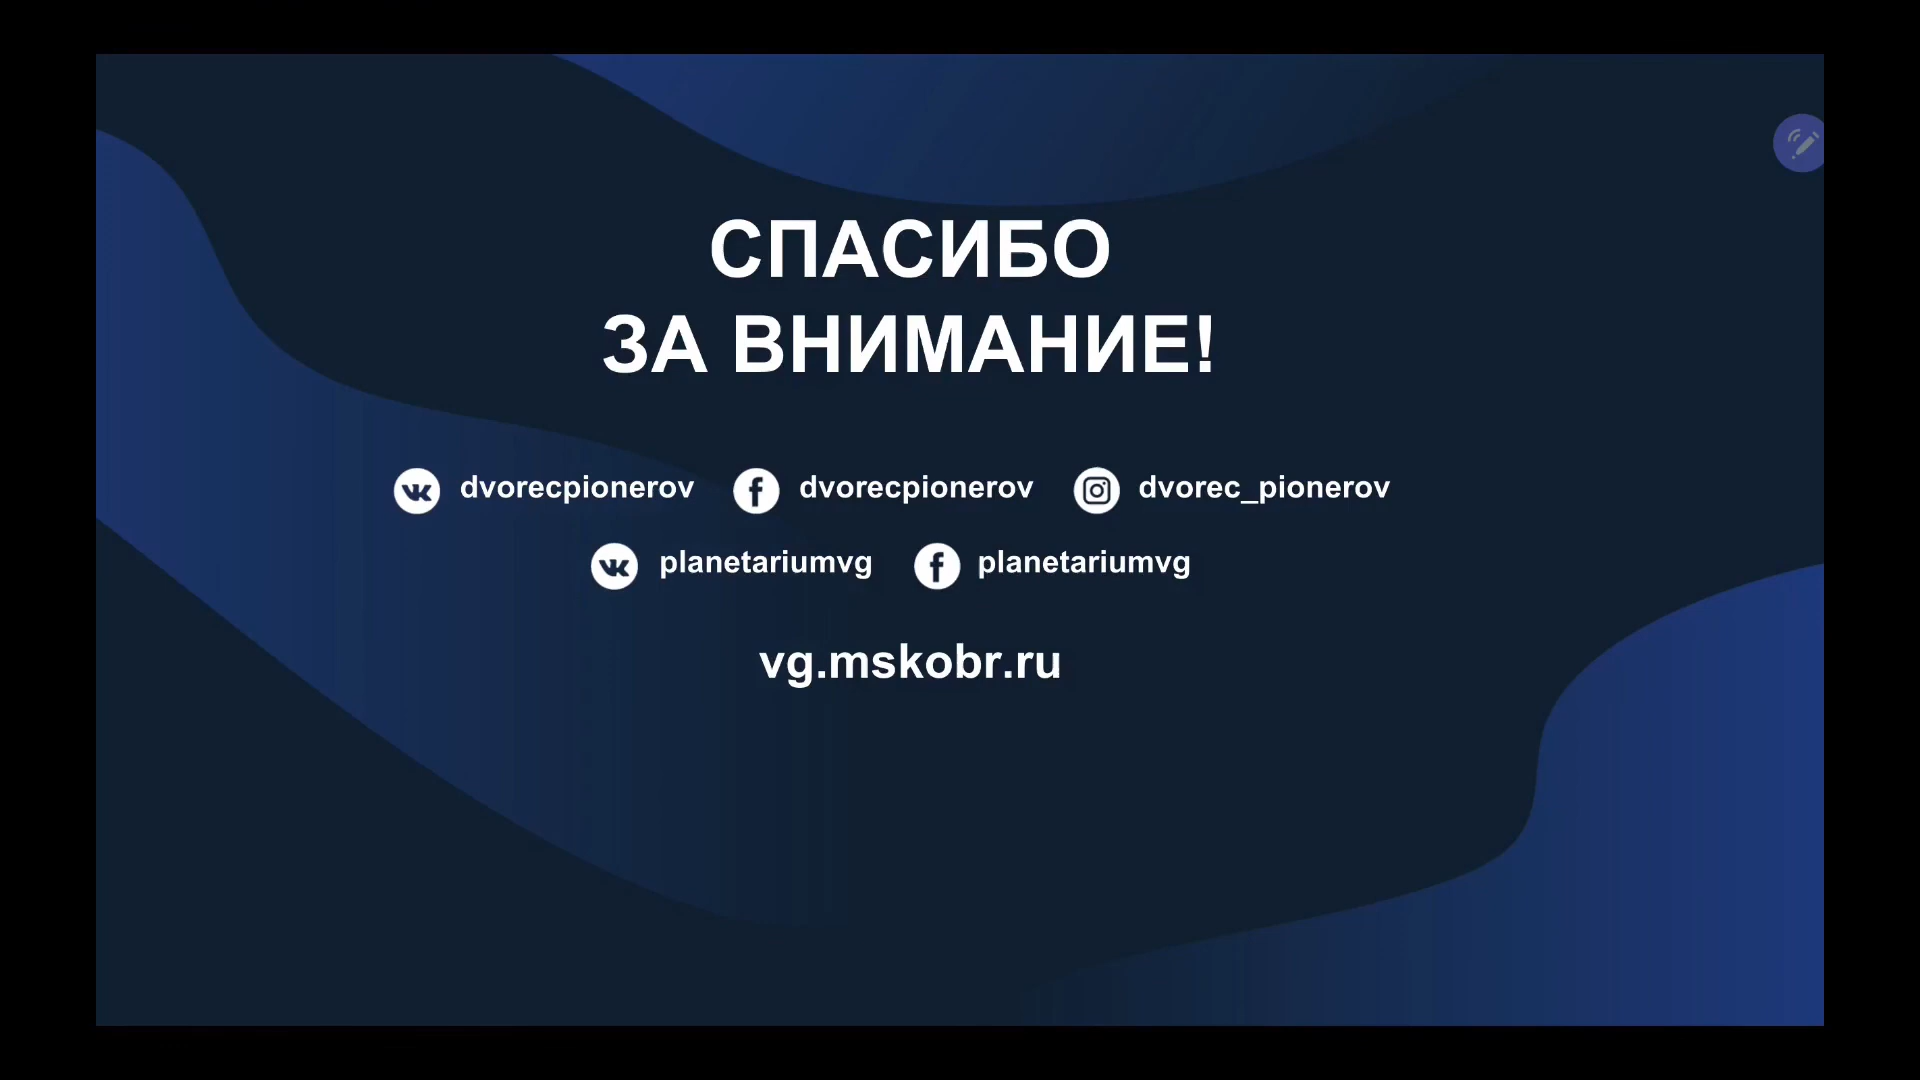 СПАСИБО
ЗА ВНИМАНИЕ!
dvorecpionerov dvorecpionerov dvorec_pionerov
planetariumvg planetariumvg
vg.mskobr.ru